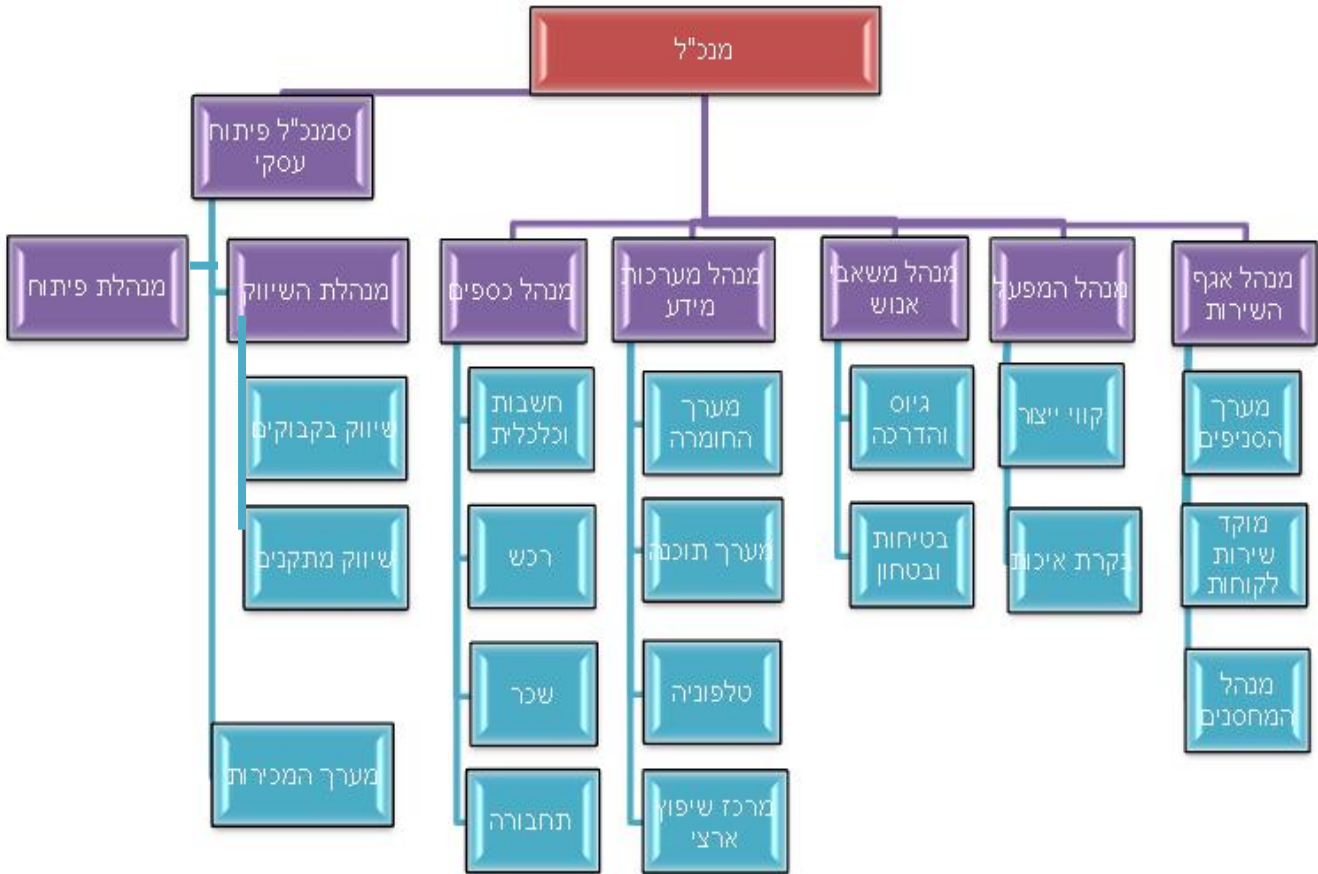 מנכ"ל
סמנכ"ל פיתוח
עסקי
מנהל אגף
השירות
מנהל המפעל
מנהל משאבי
אנוש
מנהל מערכות
מידע
מנהל כספים
מנהלת השיווק
מנהלת פיתוח
מערך
הסניפים
מוקד
שירות
לקוחות
מנהל
המחסנים
קווי ייצור
בקרת איכות
גיוס
והדרכה
בטיחות
ובטחון
מערך
החומרה
מערך תוכנה
טלפוניה
מרכז שיפוץ
ארצי
חשבות
וכלכלית
רכש
שכר
תחבורה
שיווק בקבוקים
שיווק מתקנים
מערך המכירות